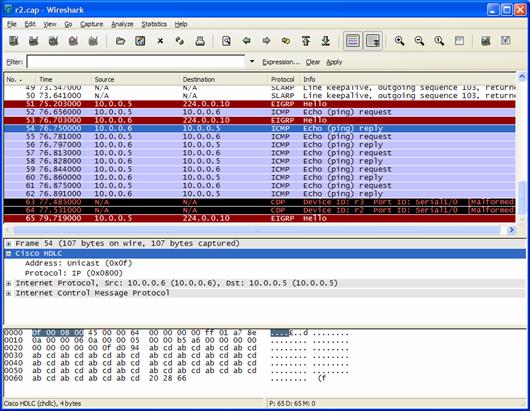 r2.cap - Wireshark
File Edit View Go Capture Analyze Statistics Help
Filter: Expression... Clear Apply
No. - Time Source Destination Protocol Info
49 73.547000 N/A N/A SLARP Line keepalive, outgoing sequence 103, returne
50 73.641000 N/A N/A SLARP Line keepalive, outgoing sequence 103, returne
51 75.203000 10.0.0.5 224.0.0.10 EIGRP Hello
52 76.656000 10.0.0.5 10.0.0.6 ICMP Echo (ping) request
53 76.703000 10.0.0.6 224.0.0.10 EIGRP Hello
54 76.750000 10.0.0.6 10.0.0.5 ICMP Echo (ping) reply
55 76.781000 10.0.0.5 10.0.0.6 ICMP Echo (ping) request
56 76.797000 10.0.0.6 10.0.0.5 ICMP Echo (ping) reply
57 76.813000 10.0.0.5 10.0.0.6 ICMP Echo (ping) request
58 76.828000 10.0.0.6 10.0.0.5 ICMP Echo (ping) reply
59 76.844000 10.0.0.5 10.0.0.6 ICMP Echo (ping) request
60 76.860000 10.0.0.6 10.0.0.5 ICMP Echo (ping) reply
61 76.875000 10.0.0.5 10.0.0.6 ICMP Echo (ping) request
62 76.891000 10.0.0.6 10.0.0.5 ICMP Echo (ping) reply
63 77.485000 N/A N/A CDP Device ID: r3 Port ID: Serial1/0 [Malformed
64 77.531000 N/A N/A CDP Device ID: r2 Port ID: Serial1/0 [Malformed
65 79.719000 10.0.0.5 224.0.0.10 EIGRP Hello
Frame 54 (107 bytes on wire, 107 bytes captured)
Cisco HDLC
Address: unicast (0x0f)
Protocol: IP (0x0800)
Internet Protocol, Src: 10.0.0.6 (10.0.0.6), Dst: 10.0.0.5 (10.0.0.5)
Internet Control Message Protocol
0000 0f 00 08 00 45 00 00 64 00 00 00 00 ff 01 a7 8e ....E..d ........
0010 0a 00 00 06 0a 00 00 05 00 00 b5 a6 00 00 00 00 ........ ........
0020 00 00 00 00 00 0f d0 94 ab cd ab cd ab cd ab cd ........ ........
0030 ab cd ab cd ab cd ab cd ab cd ab cd ab cd ab cd ........ ........
0040 ab cd ab cd ab cd ab cd ab cd ab cd ab cd ab cd ........ ........
0050 ab cd ab cd ab cd ab cd ab cd ab cd ab cd ab cd ........ ........
0060 ab cd ab cd ab cd ab cd 20 28 66 ........ (f
Cisco HDLC (chdlc), 4 bytes P: 65 D: 65 M: 0